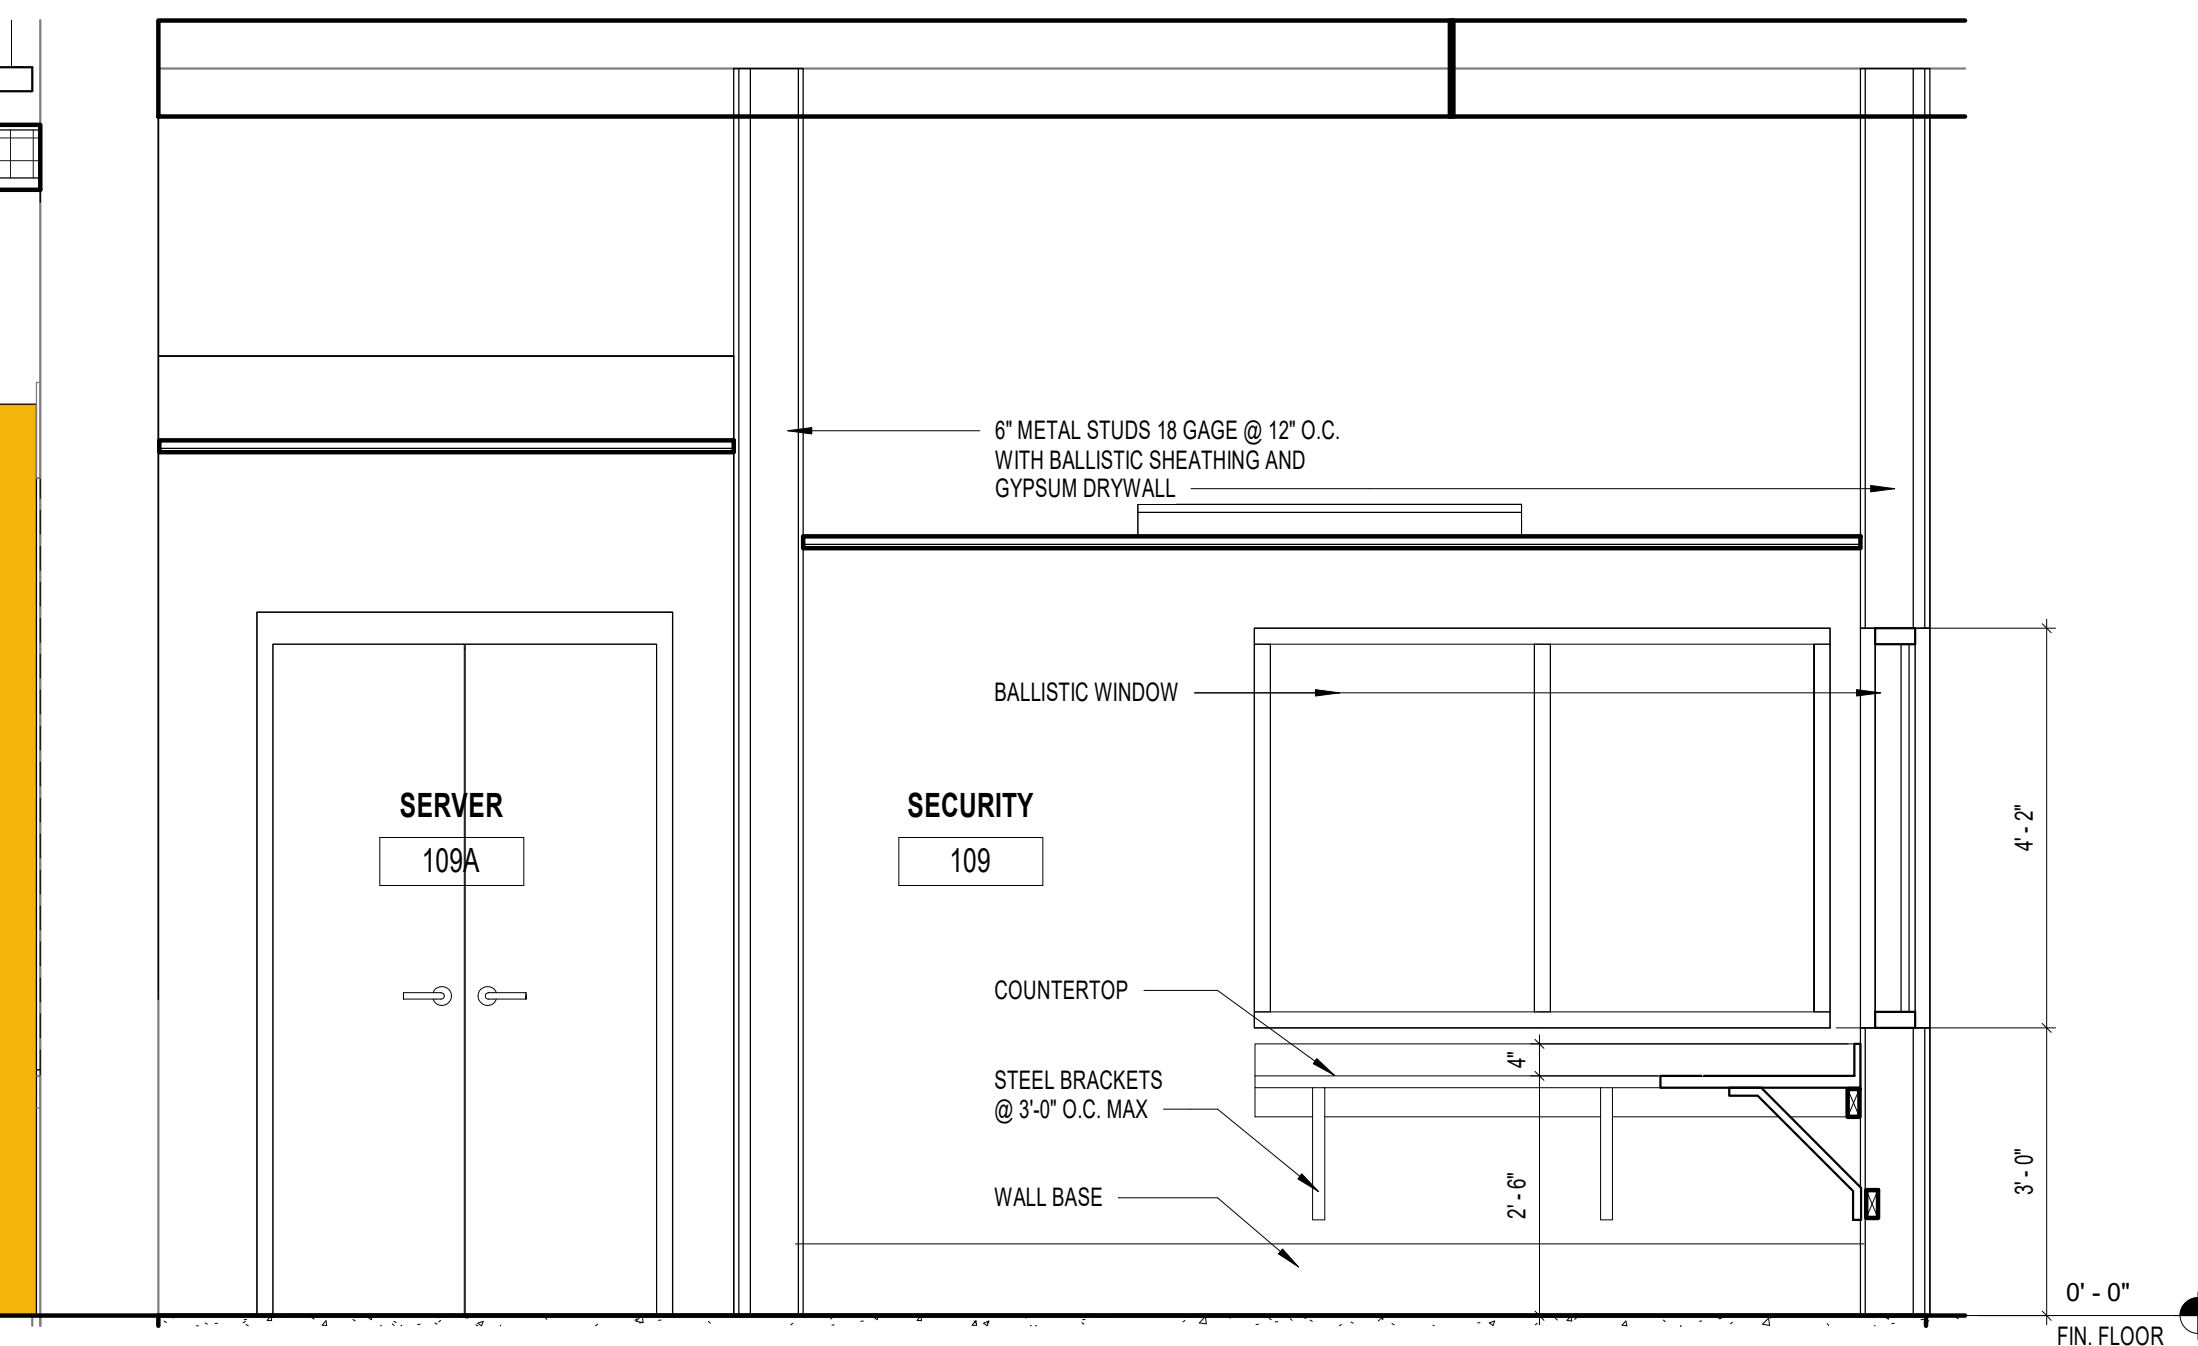 6" METAL STUDS 18 GAGE @ 12" O.C.
WITH BALLISTIC SHEATHING AND
GYPSUM DRYWALL
BALLISTIC WINDOW
SERVER
109A
SECURITY
109
4' - 2"
COUNTERTOP
4"
STEEL BRACKETS
@ 3'-0" O.C. MAX
WALL BASE
2' - 6"
3' - 0"
0' - 0"
FIN. FLOOR